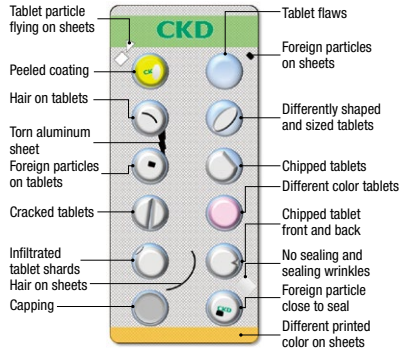 Tablet particle
flying on sheets
Peeled coating
Hair on tablets
Torn aluminum
sheet
Foreign particles
on tablets
Cracked tablets
Infiltrated
tablet shards
Hair on sheets
Capping
CKD
CKD
Tablet flaws
Foreign particles
on sheets
Differently shaped
and sized tablets
Chipped tablets
Different color tablets
Chipped tablet
front and back
No sealing and
sealing wrinkles
Foreign particle
close to seal
Different printed
color on sheets